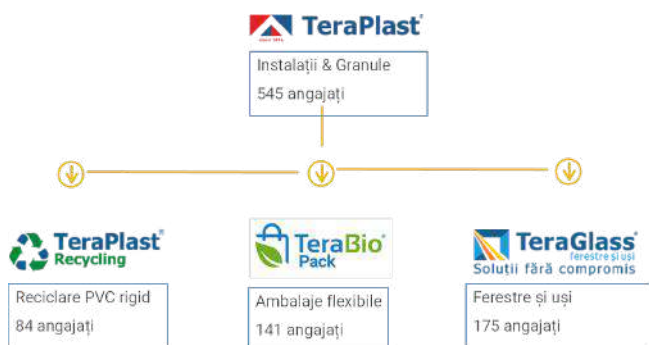 TeraPlast®
Instalații & Granule
545 angajați
TeraPlast®
Recycling
Reciclare PVC rigid
84 angajați
TeraBio®
Pack
Ambalaje flexibile
141 angajați
TeraGlass®
ferestre și uși
Soluții fără compromis
Ferestre și uși
175 angajați